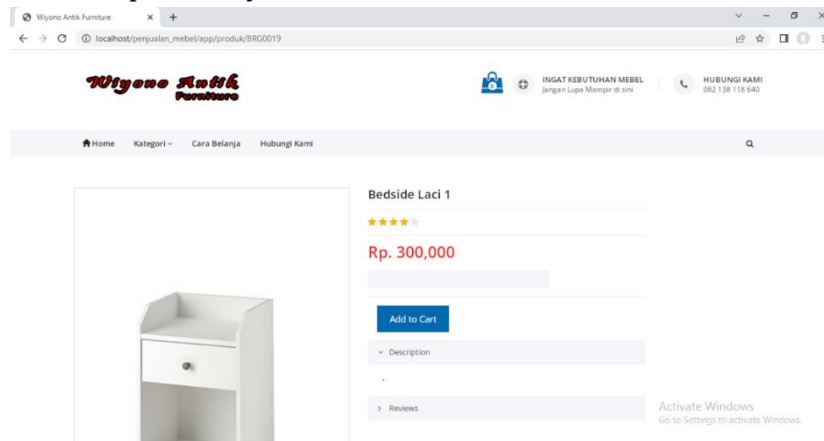 Wiyono Antik Furniture
localhost/penjualan_mebel/app/produk/BRG0019
Wiyono Antik
Furniture
0
INGAT KEBUTUHAN MEBEL
Jangan Lupa Mampir di sini
HUBUNGI KAMI
082 138 118 640
Home Kategori Cara Belanja Hubungi Kami
Bedside Laci 1
Rp. 300,000
Add to Cart
Description
-
Reviews
Activate Windows
Go to Settings to activate Windows.